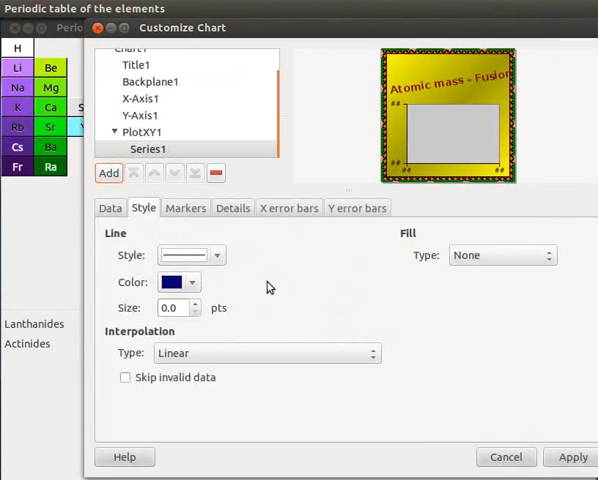 Periodic table of the elements
Perio
Customize Chart
H
Li Be
Na Mg
K Ca S
Rb Sr Y
Cs Ba
Fr Ra
Lanthanides
Actinides
Chart1
Title1
Backplane1
X-Axis1
Y-Axis1
PlotXY1
Series1
Add
Atomic mass - Fusion
##
##
## ##
Data Style Markers Details X error bars Y error bars
Line
Style:
Color:
Size: 0.0 pts
Fill
Type: None
Interpolation
Type: Linear
Skip invalid data
Help Cancel Apply